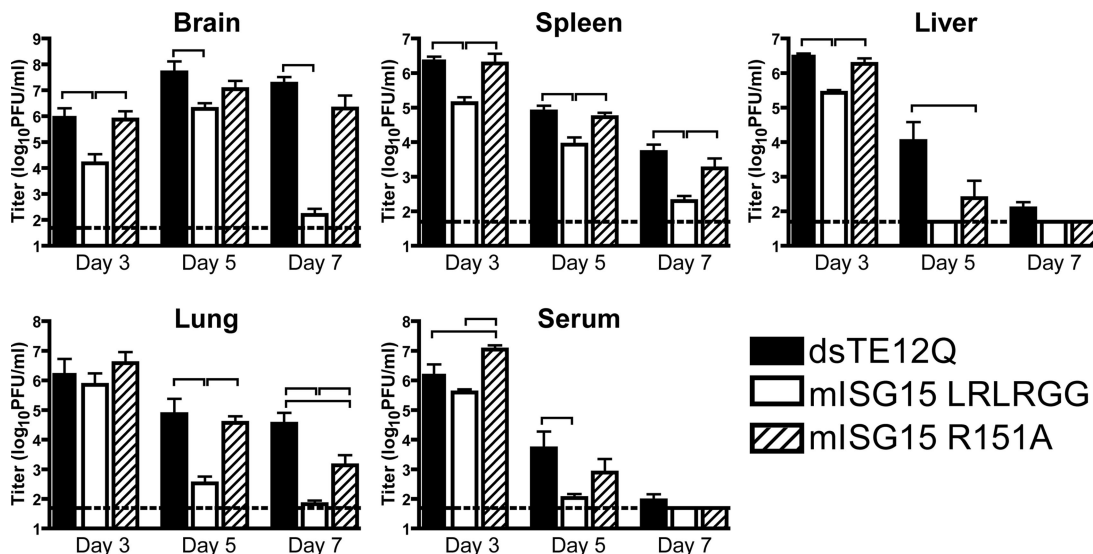 Brain
Titer (log10PFU/ml)
9
8
7
6
5
4
3
2
1
Day 3 Day 5 Day 7
Spleen
Titer (log10PFU/ml)
7
6
5
4
3
2
1
Day 3 Day 5 Day 7
Liver
Titer (log10PFU/ml)
7
6
5
4
3
2
1
Day 3 Day 5 Day 7
Lung
Titer (log10PFU/ml)
8
7
6
5
4
3
2
1
Day 3 Day 5 Day 7
Serum
Titer (log10PFU/ml)
8
7
6
5
4
3
2
1
Day 3 Day 5 Day 7
dsTE12Q
mISG15 LRLRGG
mISG15 R151A